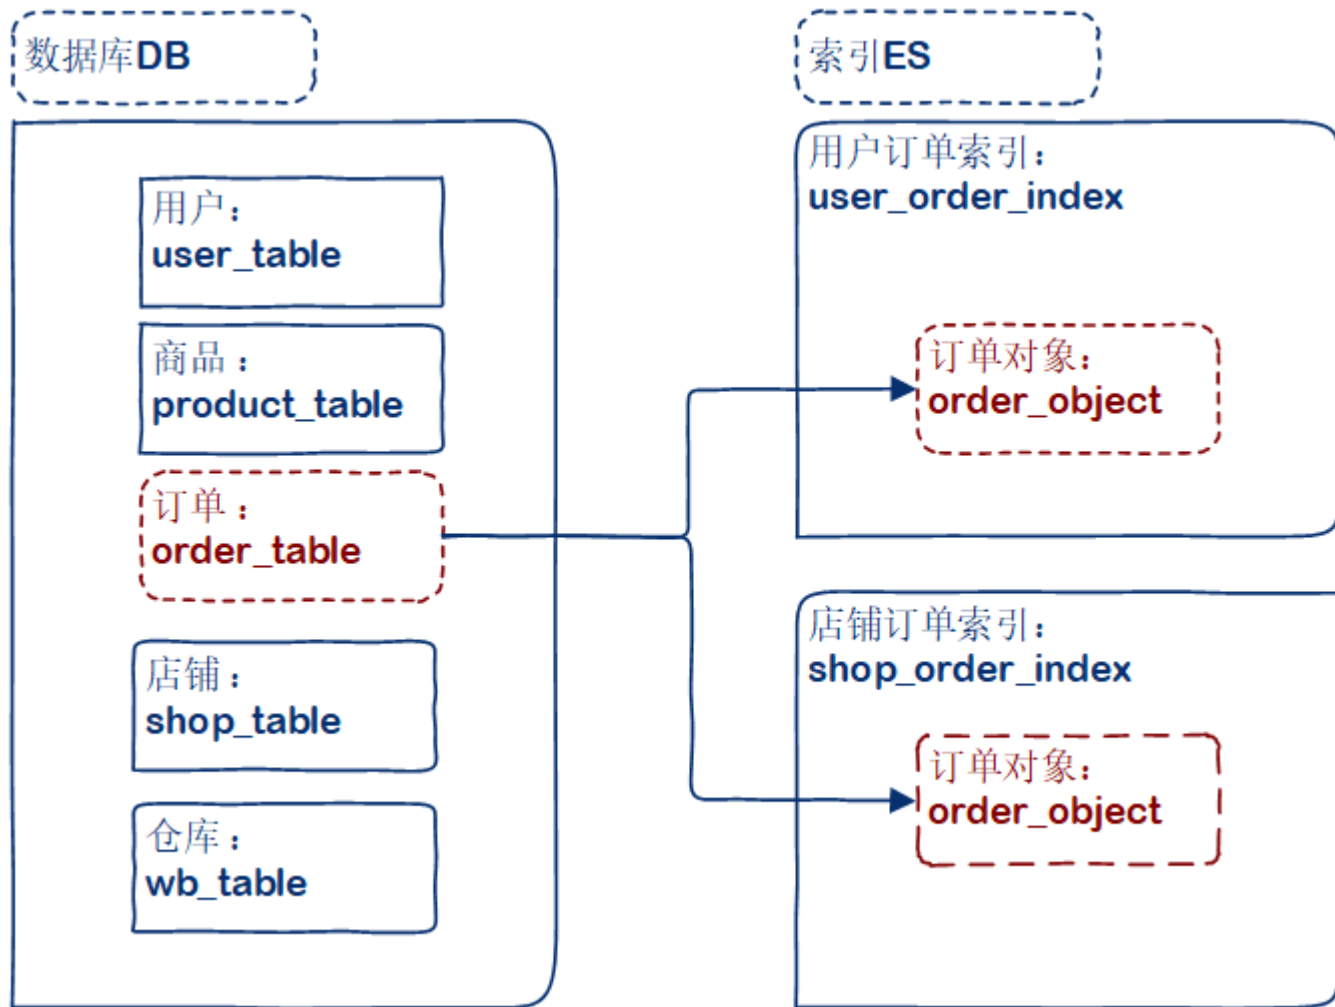 数据库DB
用户：
user_table
商品：
product_table
订单：
order_table
店铺：
shop_table
仓库：
wb_table
索引ES
用户订单索引：
user_order_index
订单对象：
order_object
店铺订单索引：
shop_order_index
订单对象：
order_object